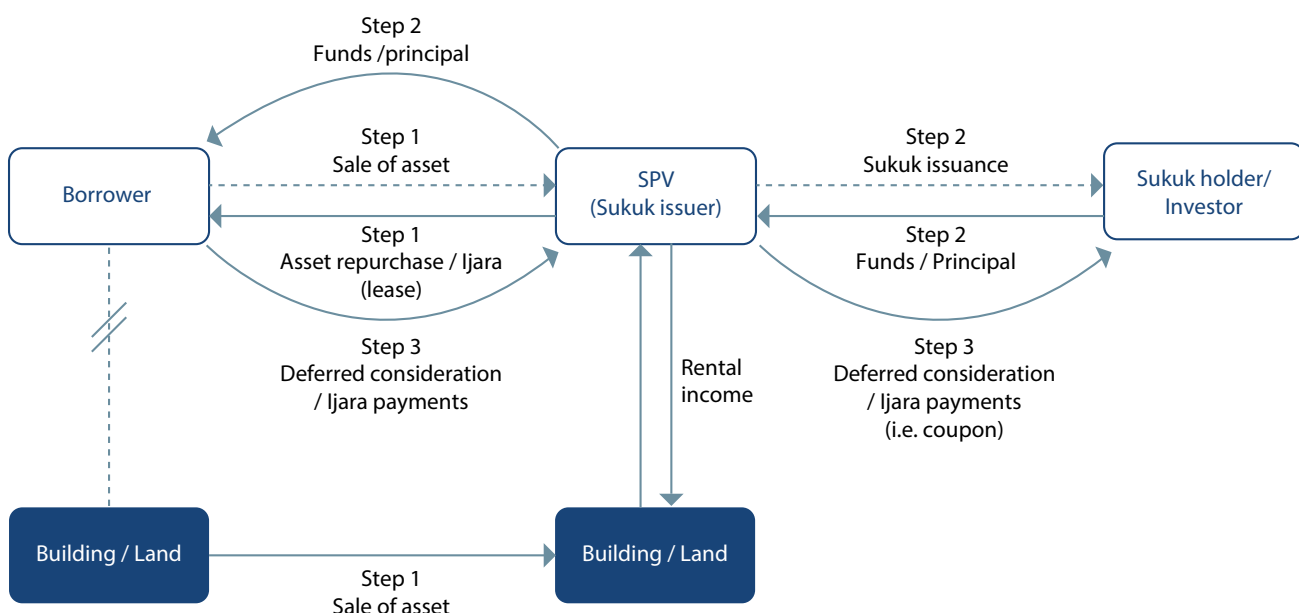 Step 2
Funds /principal
Step 1
Sale of asset
Step 2
Sukuk issuance
Borrower
SPV
(Sukuk issuer)
Sukuk holder/
Investor
Step 1
Asset repurchase / Ijara
(lease)
Step 2
Funds / Principal
Step 3
Deferred consideration
/ Ijara payments
Rental
income
Step 3
Deferred consideration
/ Ijara payments
(i.e. coupon)
Building / Land
Building / Land
Step 1
Sale of asset